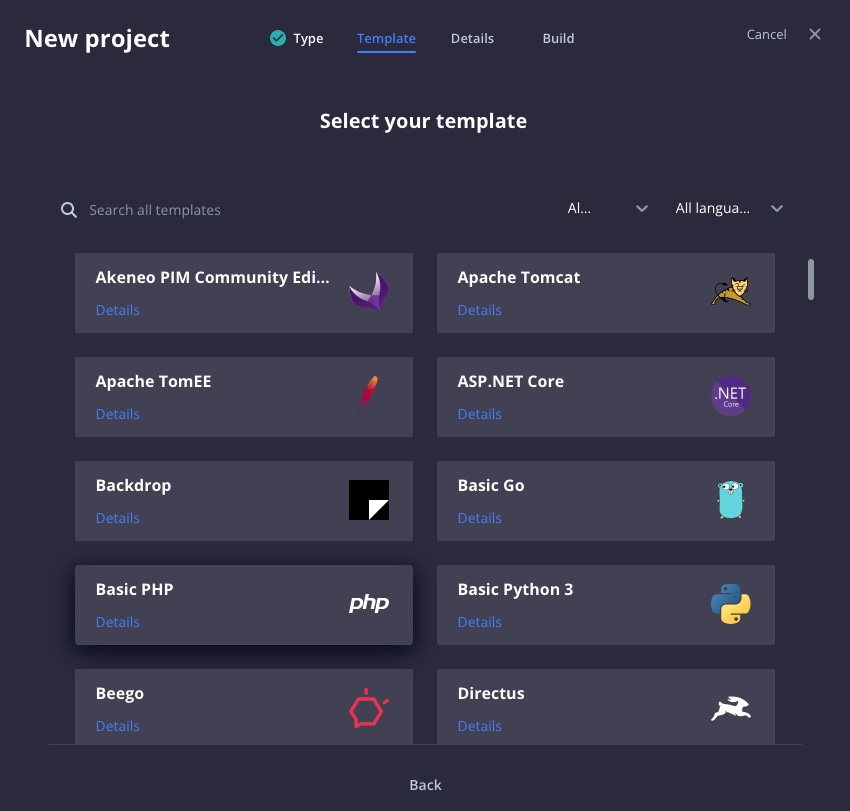 New project
Type
Template
Details
Build
Cancel
Select your template
Search all templates
Al...
All langua...
Akeneo PIM Community Edi...
Details
Apache Tomcat
Details
Apache TomEE
Details
ASP.NET Core
Details
.NET
Core
Backdrop
Details
Basic Go
Details
Basic PHP
Details
php
Basic Python 3
Details
Beego
Details
Directus
Details
Back